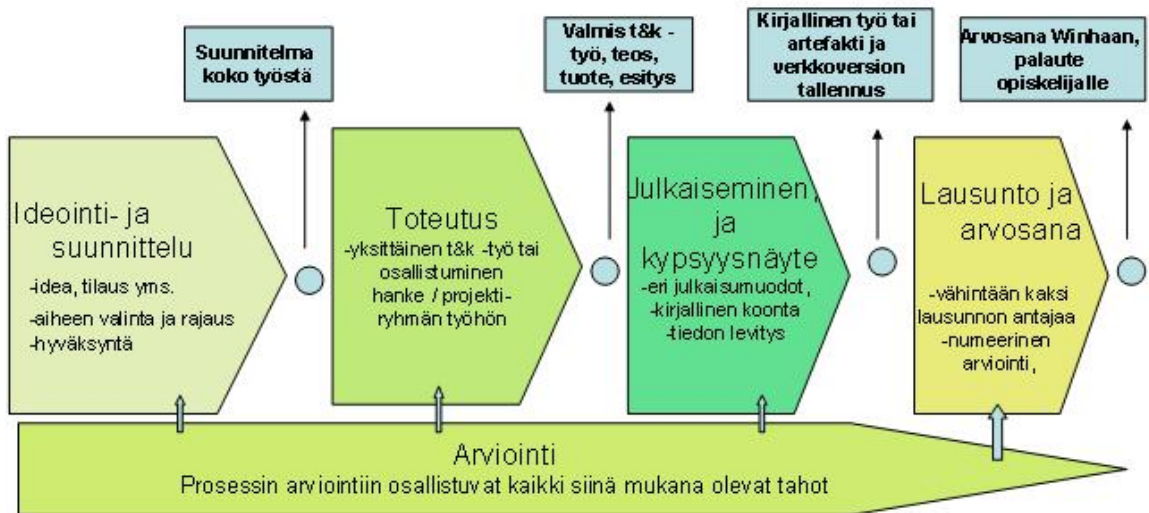 Suunnitelma
koko työstä
Valmis t&k -
työ, teos,
tuote, esitys
Kirjallinen työ tai
artefakti ja
verkkoversion
tallennus
Arvosana Winhaan,
palaute
opiskelijalle
Ideointi- ja
suunnittelu
-idea, tilaus yms.
-aiheen valinta ja rajaus
-hyväksyntä
Toteutus
-yksittäinen t&k -työ tai
osallistuminen
hanke / projekti-
ryhmän työhön
Julkaiseminen,
ja
kypsyysnäyte
-eri julkaisumuodot,
-kirjallinen koonta
-tiedon levitys
Lausunto ja
arvosana
-vähintään kaksi
lausunnon antajaa
-numeerinen
arviointi,
Arviointi
Prosessin arviointiin osallistuvat kaikki siinä mukana olevat tahot